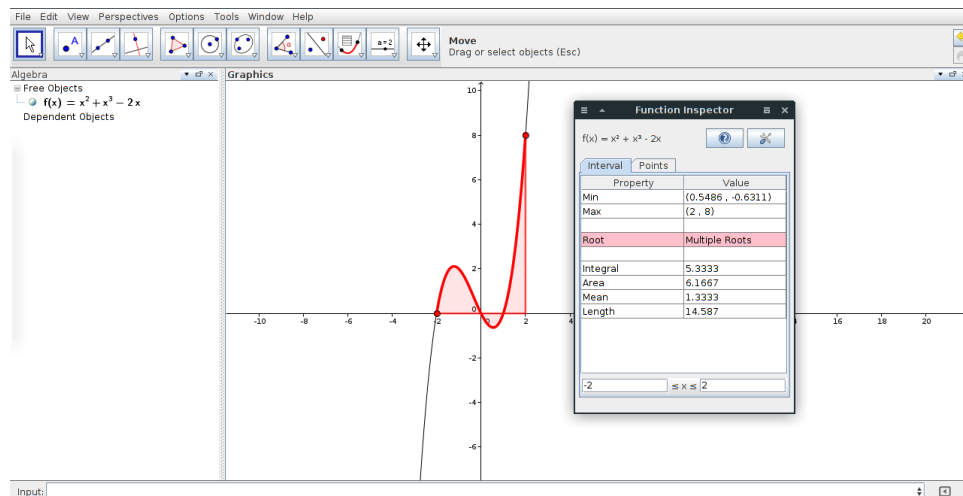 File Edit View Perspectives Options Tools Window Help
A
α
a=2
Move
Drag or select objects (Esc)
Algebra
Graphics
Free Objects
f(x) = x² + x³ − 2 x
Dependent Objects
10
8
6
4
2
0
-2
-4
-6
-10 -8 -6 -4 -2 0 2 4 14 16 18 20
Function Inspector
f(x) = x² + x³ - 2x
Interval Points
Property Value
Min (0.5486 , -0.6311)
Max (2 , 8)
Root Multiple Roots
Integral 5.3333
Area 6.1667
Mean 1.3333
Length 14.587
-2 ≤ x ≤ 2
Input: